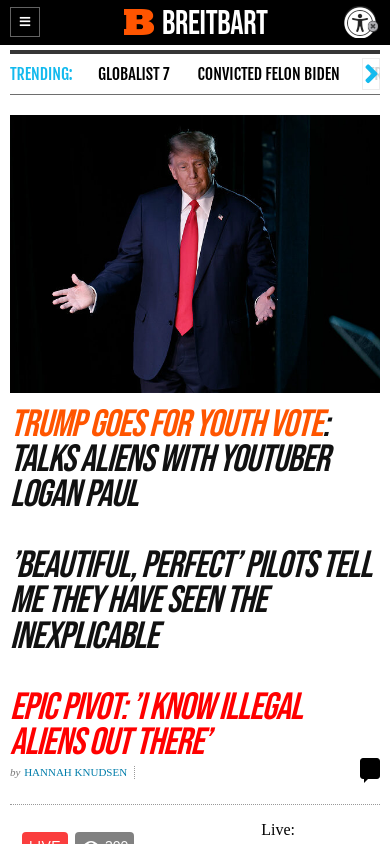 BREITBART
TRENDING:
GLOBALIST 7
CONVICTED FELON BIDEN
TRUMP GOES FOR YOUTH VOTE:
TALKS ALIENS WITH YOUTUBER
LOGAN PAUL
’BEAUTIFUL, PERFECT’ PILOTS TELL
ME THEY HAVE SEEN THE
INEXPLICABLE
EPIC PIVOT: ’I KNOW ILLEGAL
ALIENS OUT THERE’
by HANNAH KNUDSEN
Live:
LIVE